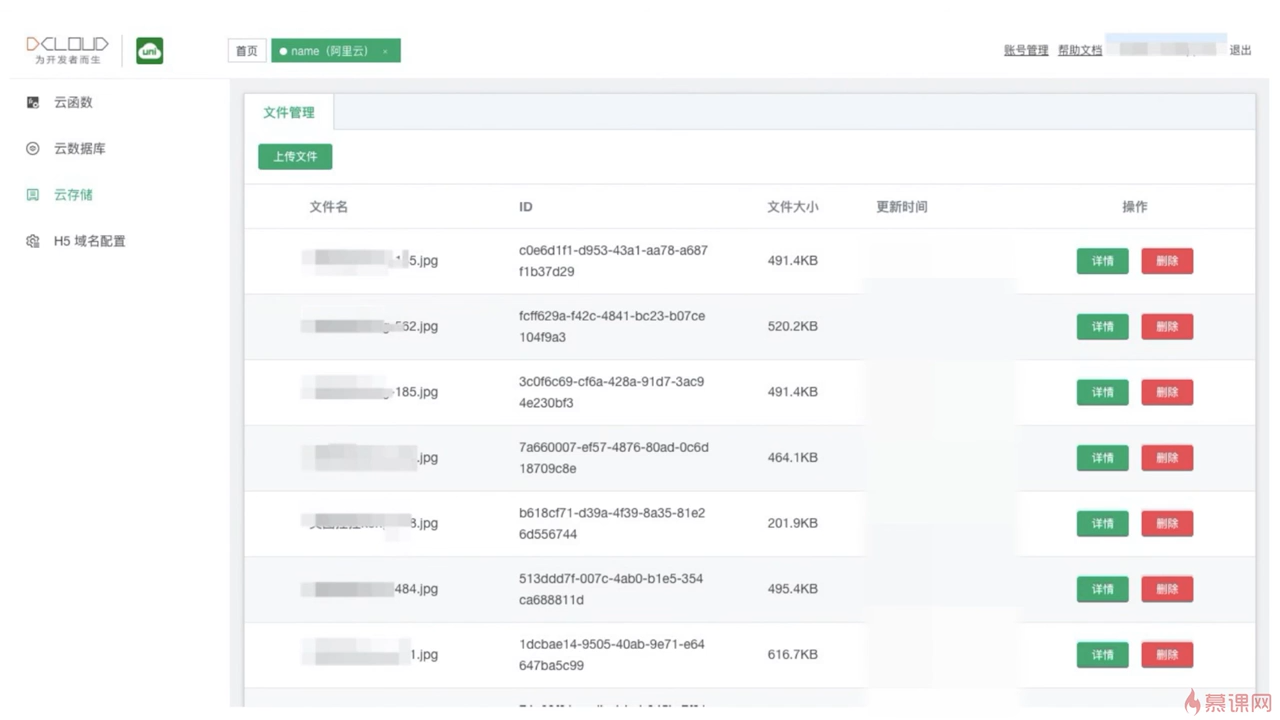 DCLOUD
为开发者而生
uni
首页
name（阿里云） ×
账号管理 帮助文档 退出
云函数
云数据库
云存储
H5 域名配置
文件管理
上传文件
文件名 ID 文件大小 更新时间 操作
5.jpg c0e6d1f1-d953-43a1-aa78-a687
f1b37d29 491.4KB 详情 删除
562.jpg fcff629a-f42c-4841-bc23-b07ce
104f9a3 520.2KB 详情 删除
-185.jpg 3c0f6c69-cf6a-428a-91d7-3ac9
4e230bf3 491.4KB 详情 删除
.jpg 7a660007-ef57-4876-80ad-0c6d
18709c8e 464.1KB 详情 删除
8.jpg b618cf71-d39a-4f39-8a35-81e2
6d556744 201.9KB 详情 删除
484.jpg 513ddd7f-007c-4ab0-b1e5-354
ca688811d 495.4KB 详情 删除
1.jpg 1dcbae14-9505-40ab-9e71-e64
647ba5c99 616.7KB 详情 删除
慕课网